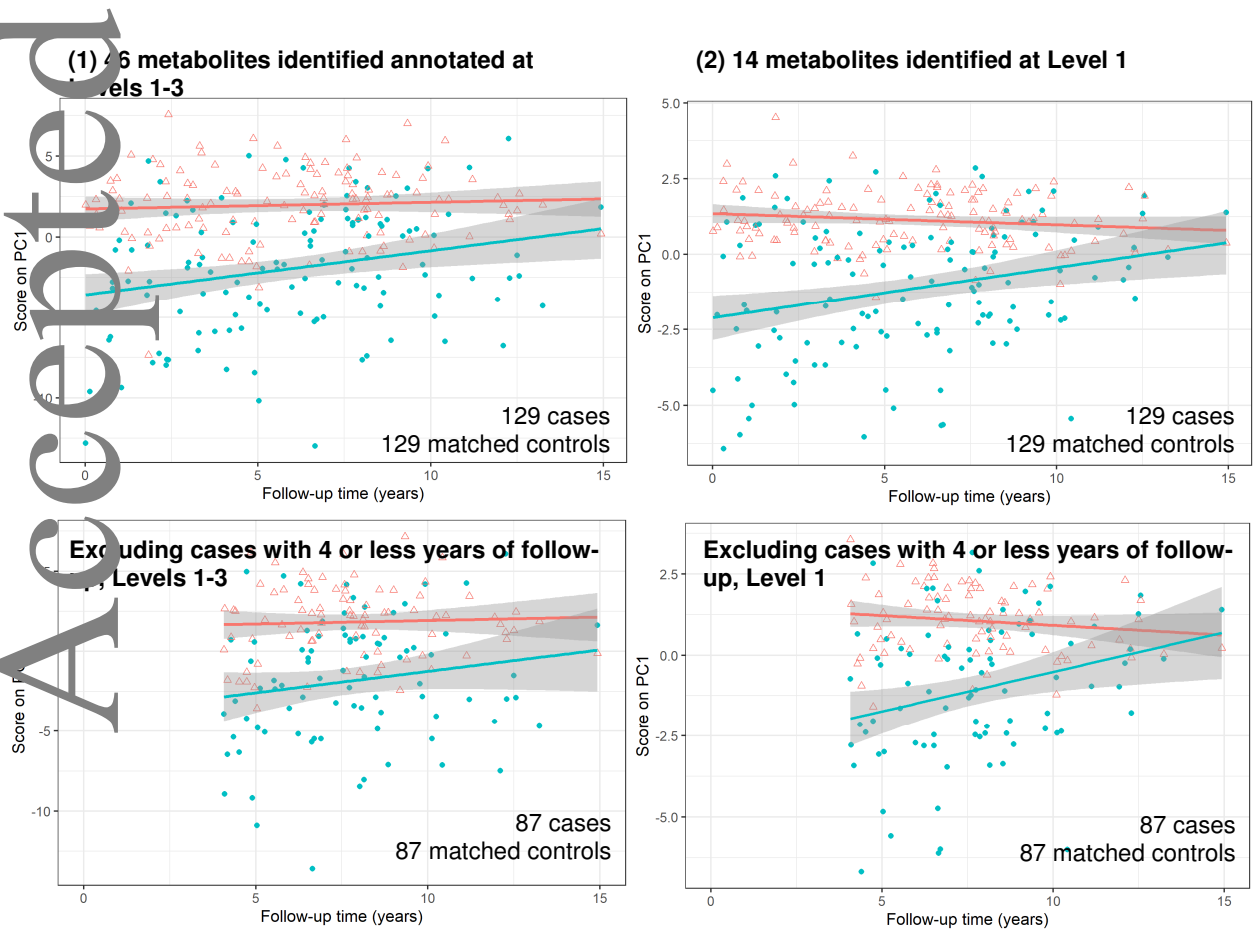 Accepted
(1) 46 metabolites identified annotated at
Levels 1-3
5
0
-10
Score on PC1
129 cases
129 matched controls
0 5 10 15
Follow-up time (years)
(2) 14 metabolites identified at Level 1
5.0
2.5
0.0
-2.5
-5.0
Score on PC1
129 cases
129 matched controls
0 5 10 15
Follow-up time (years)
Excluding cases with 4 or less years of follow-
up, Levels 1-3
-5
-10
Score on PC1
87 cases
87 matched controls
0 5 10 15
Follow-up time (years)
Excluding cases with 4 or less years of follow-
up, Level 1
2.5
0.0
-2.5
-5.0
Score on PC1
87 cases
87 matched controls
0 5 10 15
Follow-up time (years)